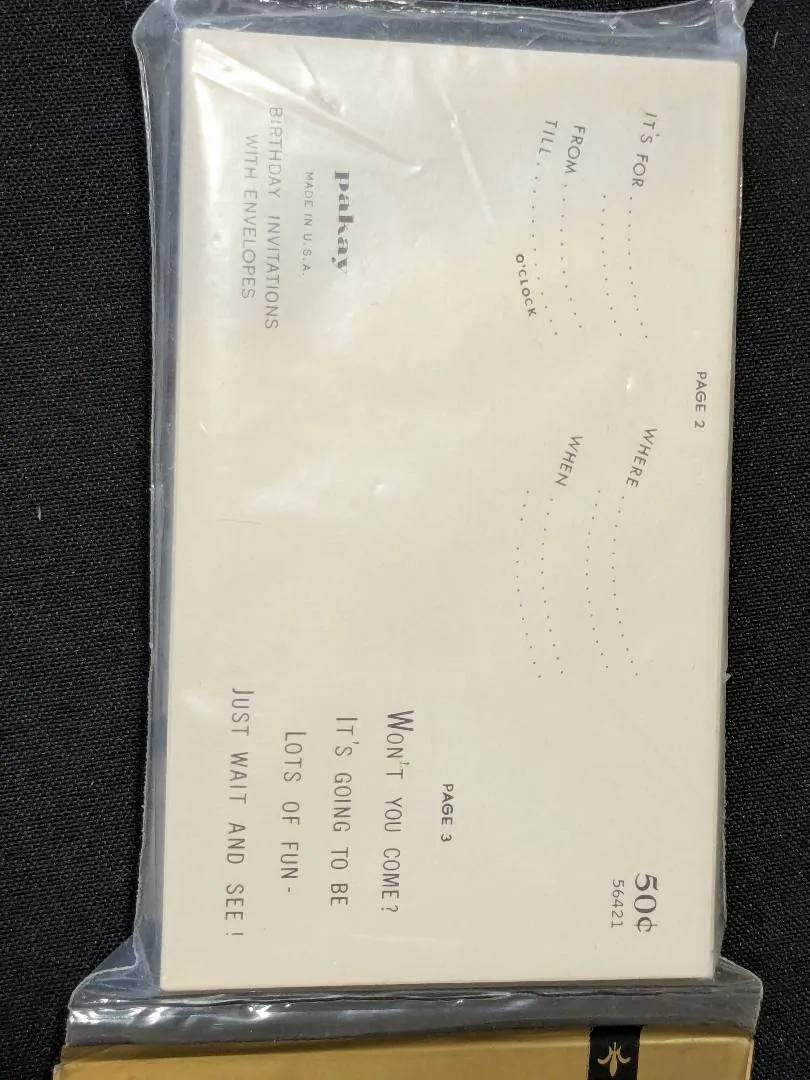 PAGE 2
IT'S FOR
WHERE
FROM
WHEN
TILL
O'CLOCK
50¢
56421
PAGE 3
WON'T YOU COME?
IT'S GOING TO BE
LOTS OF FUN-
JUST WAIT AND SEE!
pakay
MADE IN U.S.A.
BIRTHDAY INVITATIONS
WITH ENVELOPES